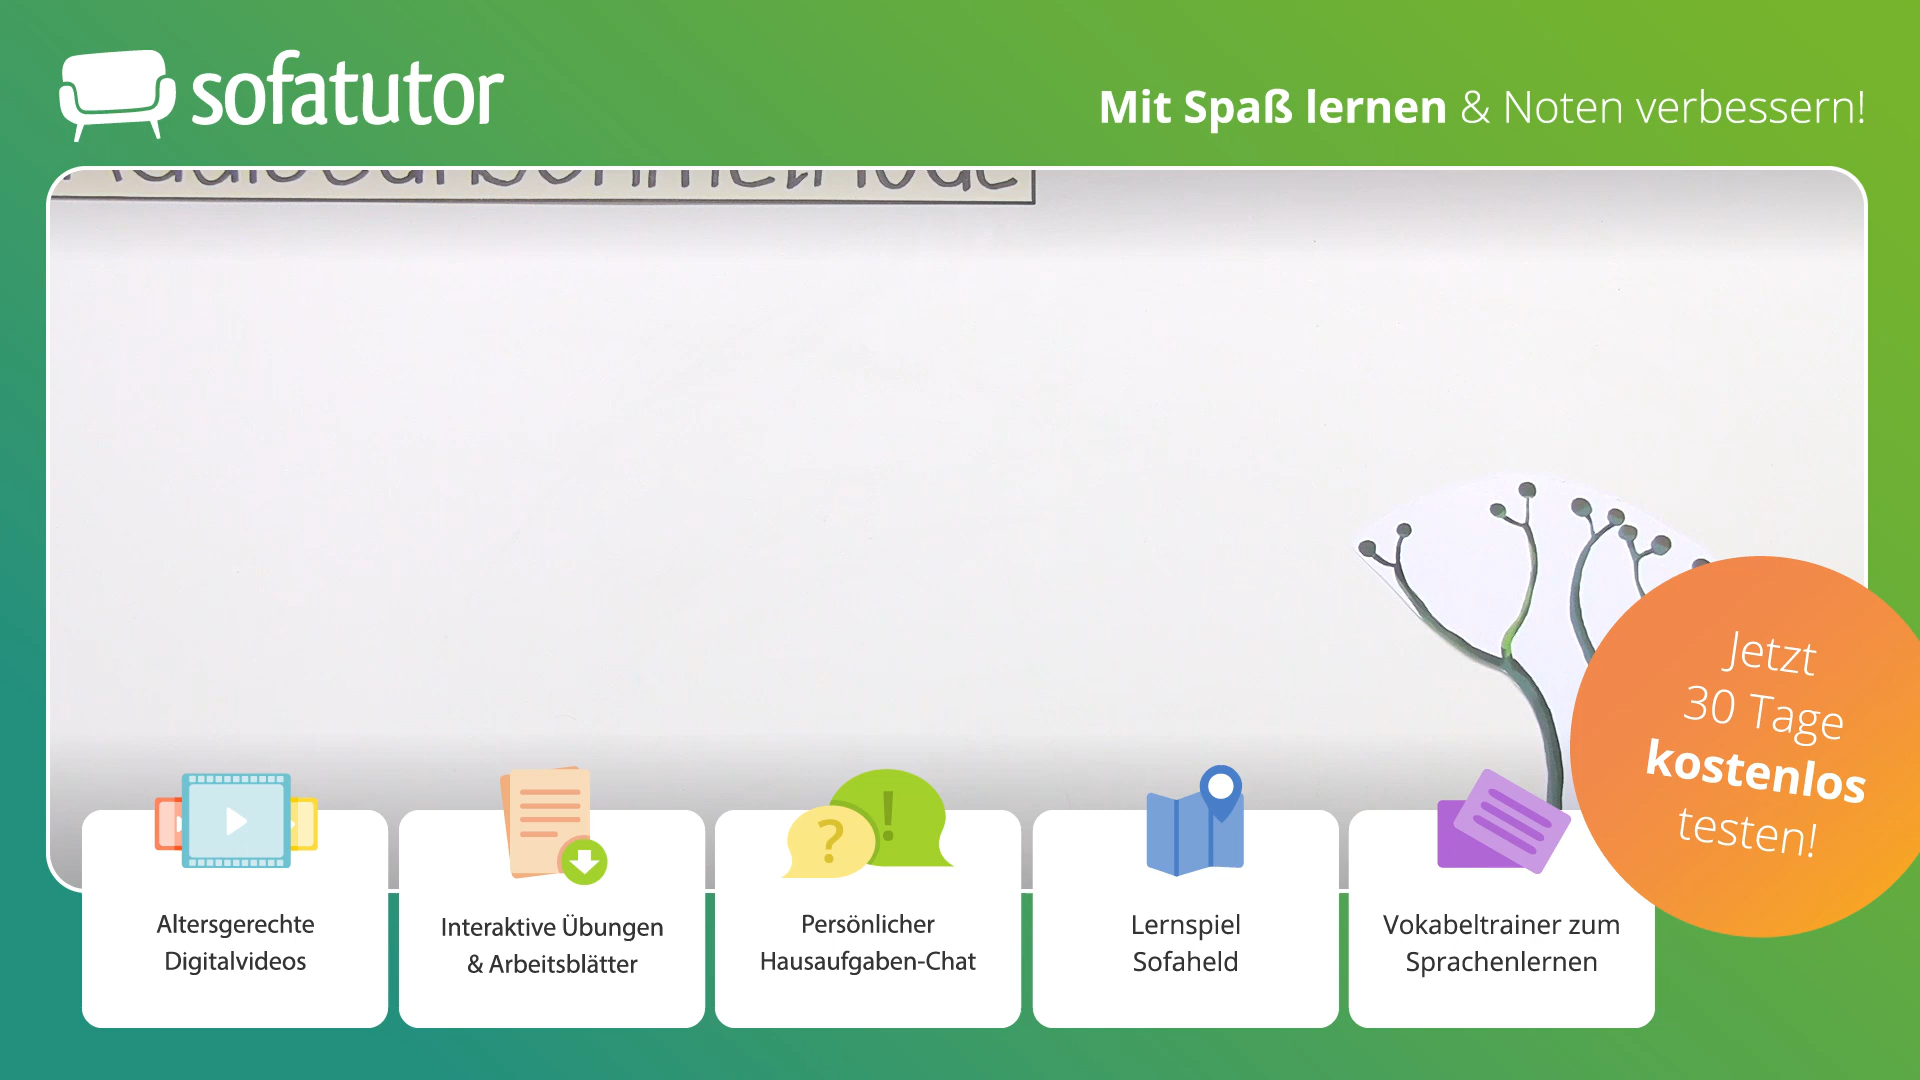 sofatutor
Mit Spaß lernen & Noten verbessern!
Jetzt
30 Tage
kostenlos
testen!
Altersgerechte
Digitalvideos
Interaktive Übungen
& Arbeitsblätter
?
!
Persönlicher
Hausaufgaben-Chat
Lernspiel
Sofaheld
Vokabeltrainer zum
Sprachenlernen